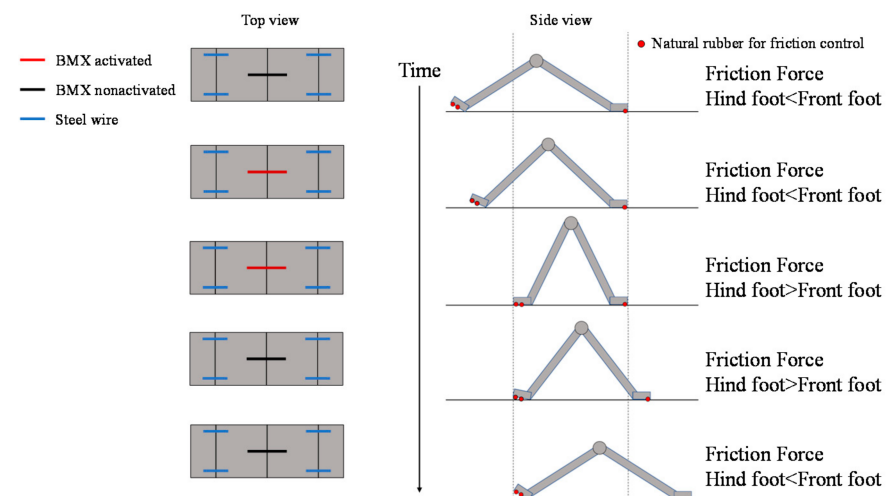 Top view
Side view
BMX activated
BMX nonactivated
Steel wire
Natural rubber for friction control
Time
Friction Force
Hind foot<Front foot
Friction Force
Hind foot<Front foot
Friction Force
Hind foot>Front foot
Friction Force
Hind foot>Front foot
Friction Force
Hind foot<Front foot